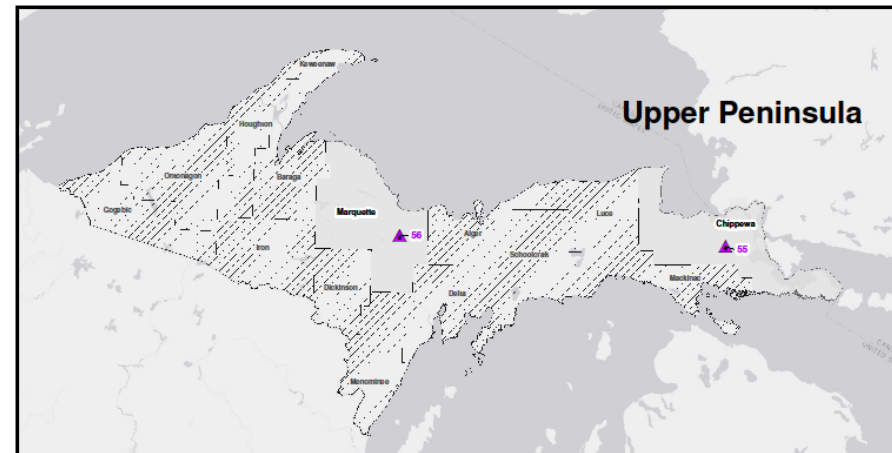 Keweenaw
Upper Peninsula
Houghton
Ontonagon
Baraga
Gogebic
Marquette
Luce
Chippewa
56
Alger
Iron
Schoolcraft
55
Mackinac
Dickinson
Delta
Menominee